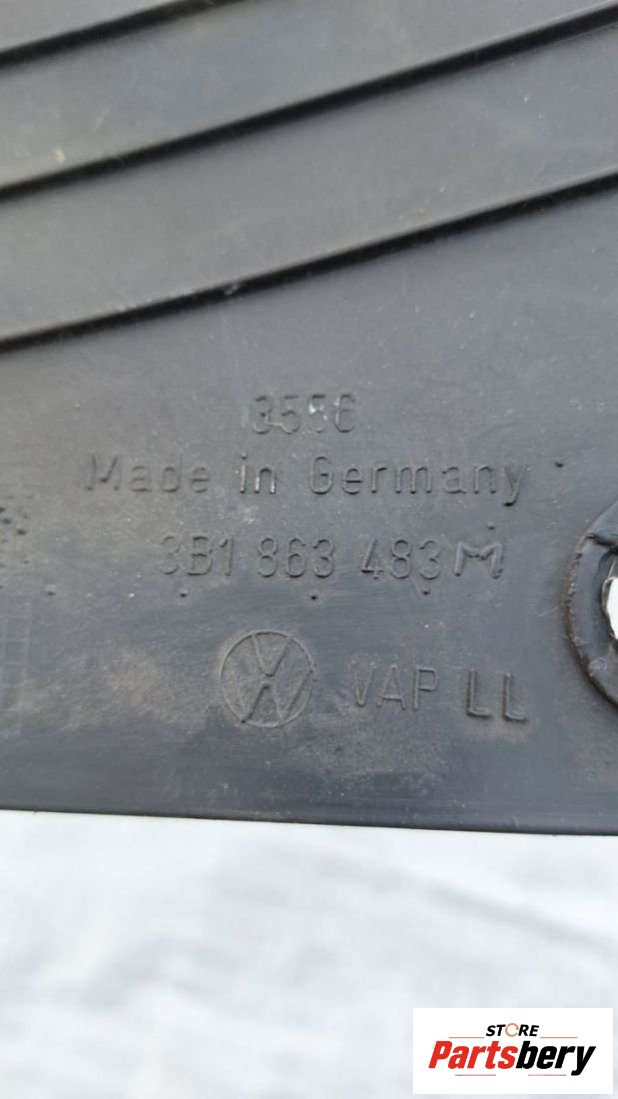 3556
Made in Germany
3B1 863 483 M
VAP LL
STORE
Partsbery